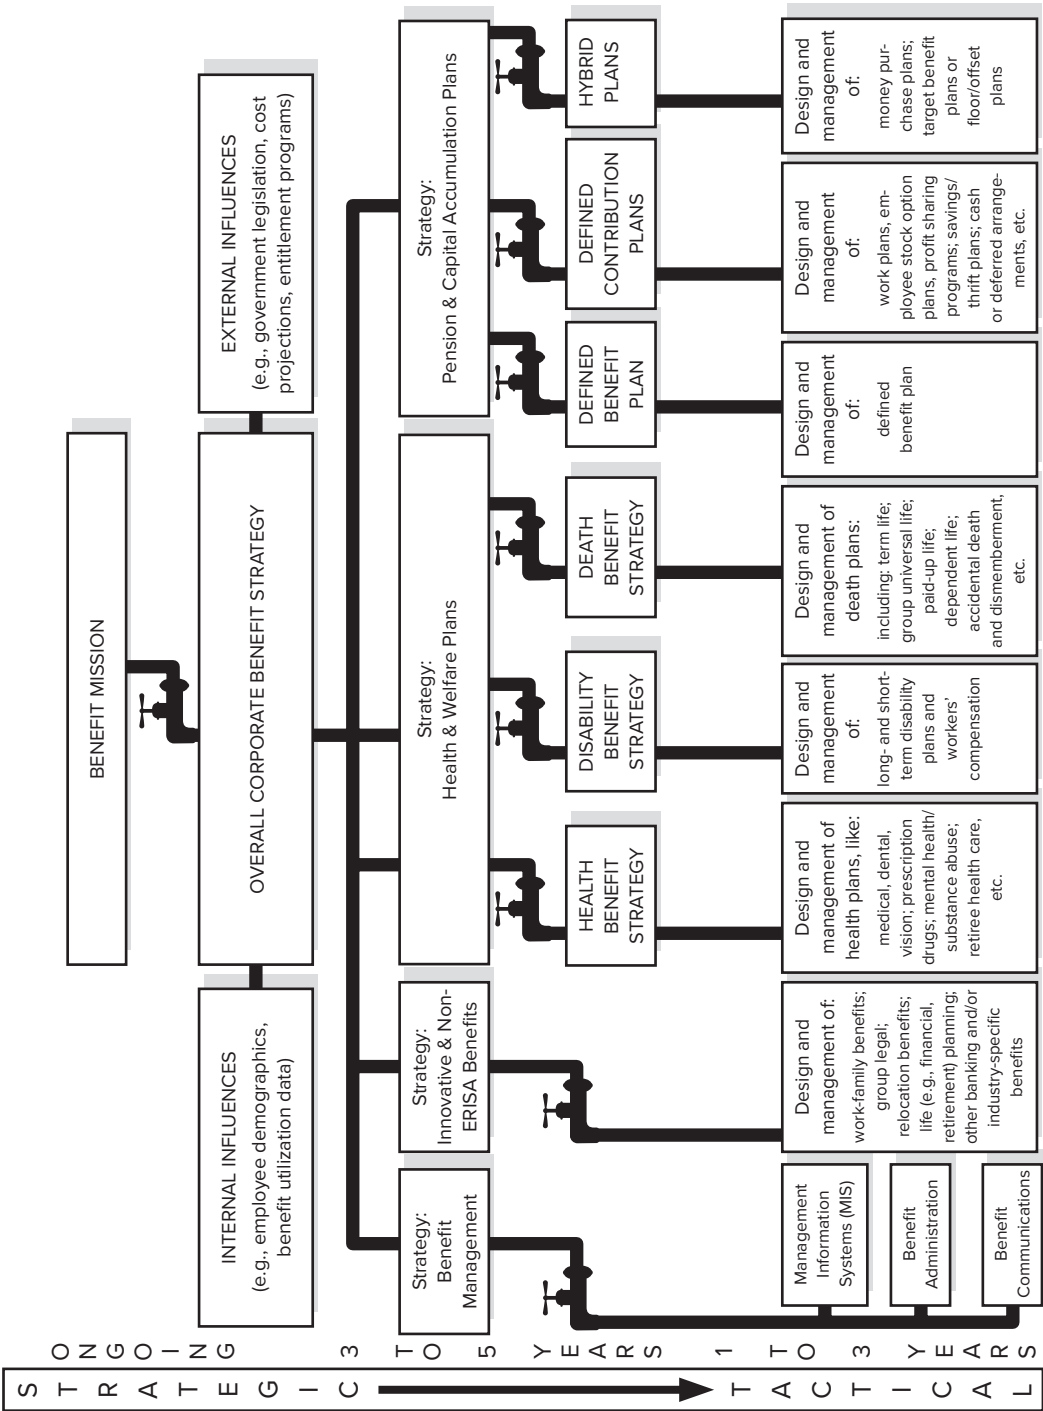 BENEFIT MISSION
INTERNAL INFLUENCES
(e.g., employee demographics,
benefit utilization data)
OVERALL CORPORATE BENEFIT STRATEGY
EXTERNAL INFLUENCES
(e.g., government legislation, cost
projections, entitlement programs)
Strategy:
Benefit
Management
Strategy:
Innovative & Non-
ERISA Benefits
Strategy:
Health & Welfare Plans
Strategy:
Pension & Capital Accumulation Plans
HEALTH
BENEFIT
STRATEGY
DISABILITY
BENEFIT
STRATEGY
DEATH
BENEFIT
STRATEGY
DEFINED
BENEFIT
PLAN
DEFINED
CONTRIBUTION
PLANS
HYBRID
PLANS
Management
Information
Systems (MIS)
Benefit
Administration
Benefit
Communications
Design and
management of:
work-family benefits;
group legal;
relocation benefits;
life (e.g., financial,
retirement) planning;
other banking and/or
industry-specific
benefits
Design and
management of
health plans, like:
medical, dental,
vision; prescription
drugs; mental health/
substance abuse;
retiree health care,
etc.
Design and
management
of:
long- and short-
term disability
plans and
workers’
compensation
Design and
management of
death plans:
including: term life;
group universal life;
paid-up life;
dependent life;
accidental death
and dismemberment,
etc.
Design and
management
of:
defined
benefit plan
Design and
management
of:
work plans, em-
ployee stock option
plans, profit sharing
programs; savings/
thrift plans; cash
or deferred arrange-
ments, etc.
Design and
management
of:
money pur-
chase plans;
target benefit
plans or
floor/offset
plans
ONGOING
3 TO 5 YEARS
1 TO 3 YEARS
STRATEGIC
TACTICAL